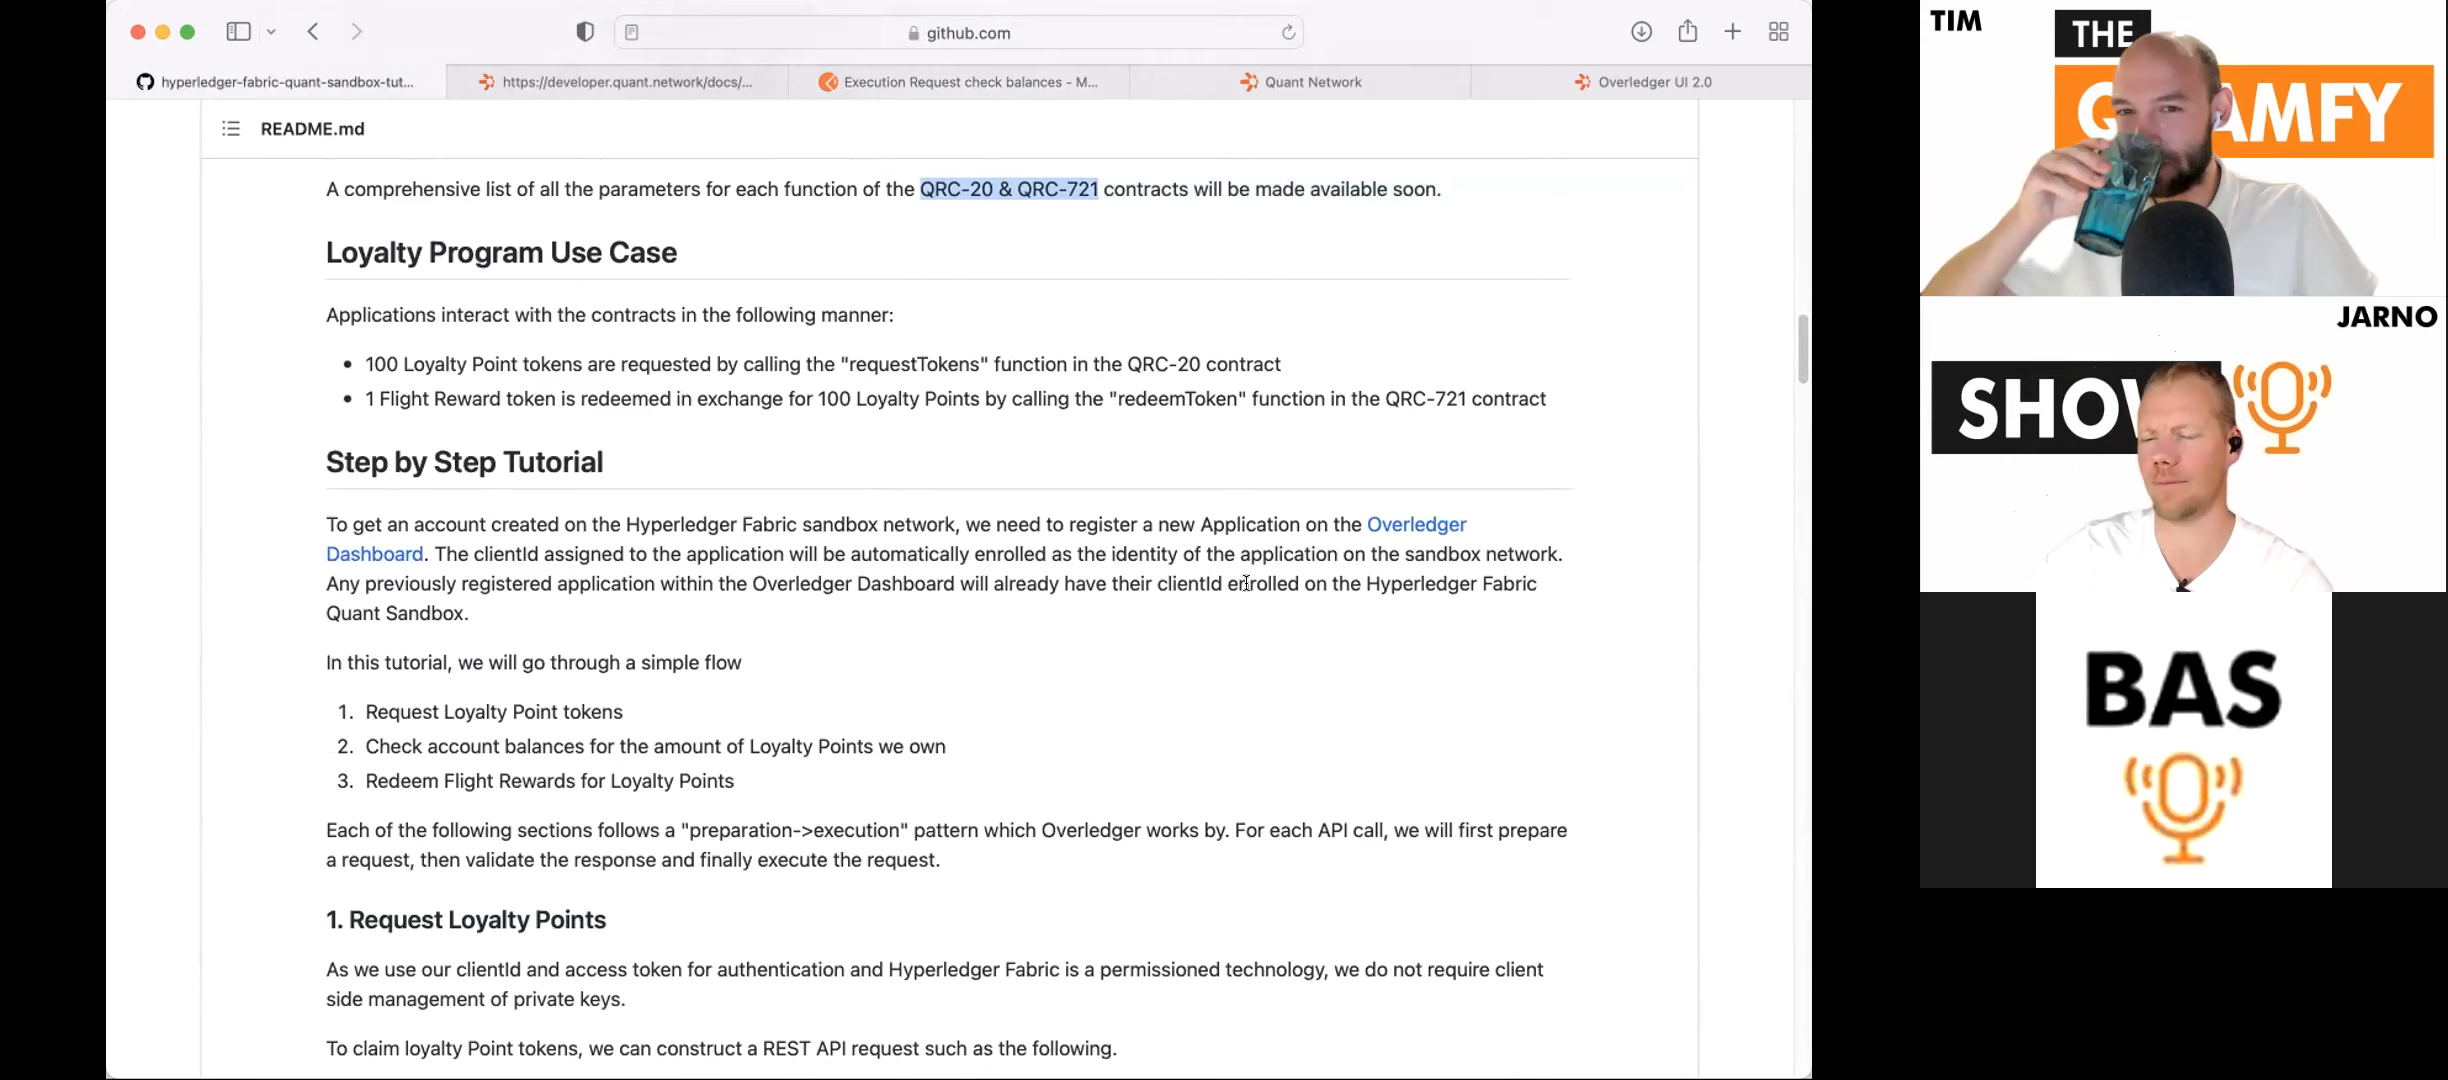 github.com
hyperledger-fabric-quant-sandbox-tut...
https://developer.quant.network/docs/...
Execution Request check balances - M...
Quant Network
Overledger UI 2.0
README.md
A comprehensive list of all the parameters for each function of the QRC-20 & QRC-721 contracts will be made available soon.
Loyalty Program Use Case
Applications interact with the contracts in the following manner:
• 100 Loyalty Point tokens are requested by calling the "requestTokens" function in the QRC-20 contract
• 1 Flight Reward token is redeemed in exchange for 100 Loyalty Points by calling the "redeemToken" function in the QRC-721 contract
Step by Step Tutorial
To get an account created on the Hyperledger Fabric sandbox network, we need to register a new Application on the Overledger
Dashboard. The clientId assigned to the application will be automatically enrolled as the identity of the application on the sandbox network.
Any previously registered application within the Overledger Dashboard will already have their clientId enrolled on the Hyperledger Fabric
Quant Sandbox.
In this tutorial, we will go through a simple flow
1. Request Loyalty Point tokens
2. Check account balances for the amount of Loyalty Points we own
3. Redeem Flight Rewards for Loyalty Points
Each of the following sections follows a "preparation->execution" pattern which Overledger works by. For each API call, we will first prepare
a request, then validate the response and finally execute the request.
1. Request Loyalty Points
As we use our clientId and access token for authentication and Hyperledger Fabric is a permissioned technology, we do not require client
side management of private keys.
To claim loyalty Point tokens, we can construct a REST API request such as the following.
TIM
THE
JARNO
BAS